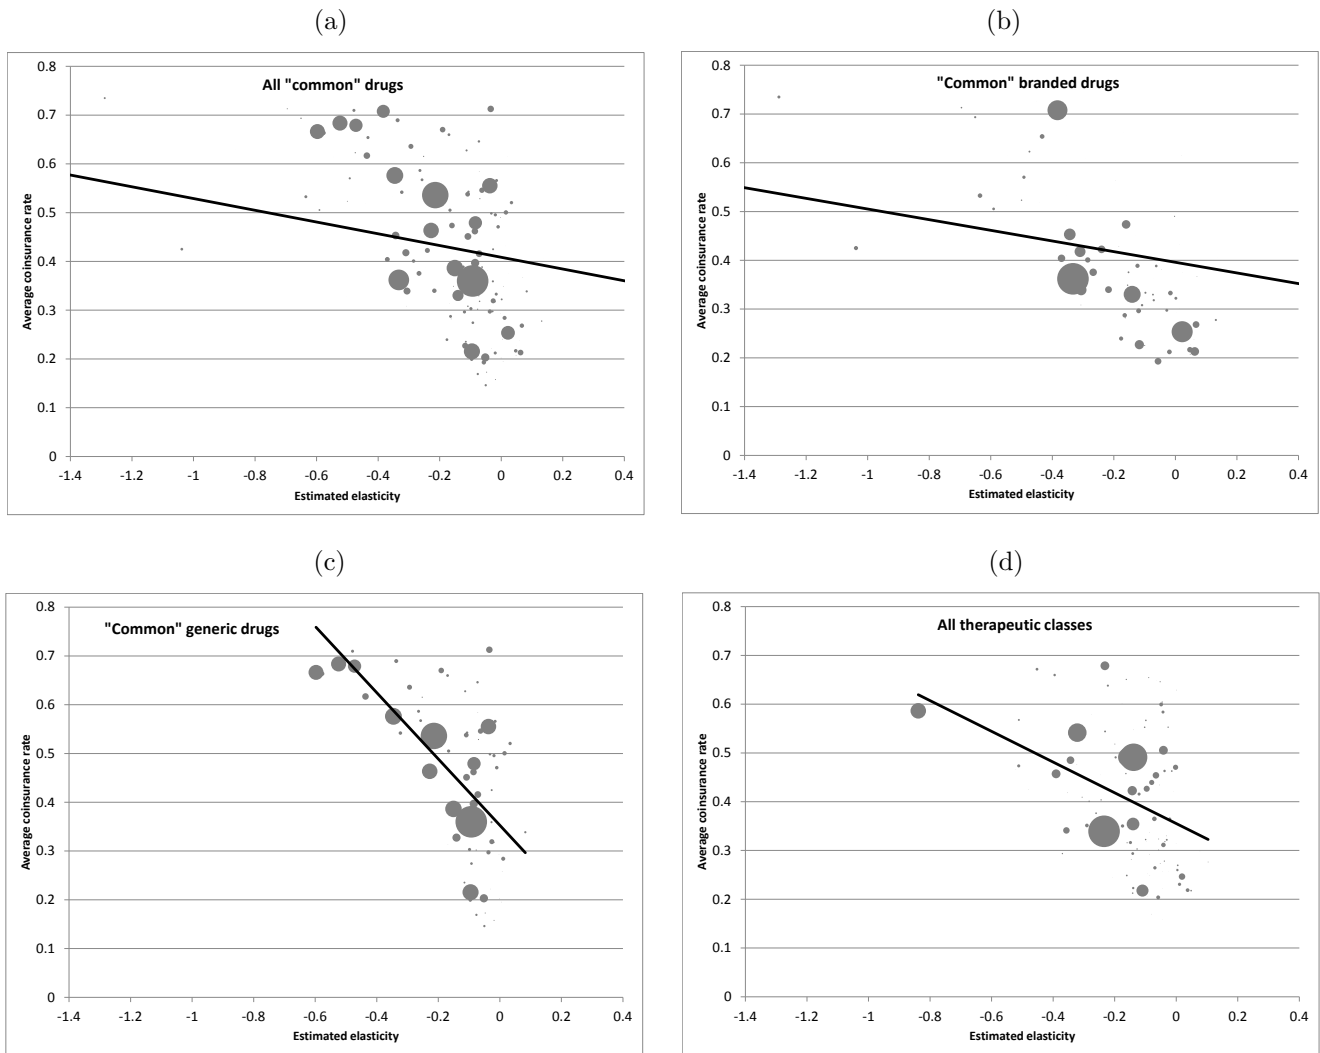 (a)
(b)
All "common" drugs
0.8
0.7
0.6
0.5
0.4
0.3
0.2
0.1
0
Average coinsurance rate
-1.4 -1.2 -1 -0.8 -0.6 -0.4 -0.2 0 0.2 0.4
Estimated elasticity
"Common" branded drugs
0.8
0.7
0.6
0.5
0.4
0.3
0.2
0.1
0
Average coinsurance rate
-1.4 -1.2 -1 -0.8 -0.6 -0.4 -0.2 0 0.2 0.4
Estimated elasticity
(c)
(d)
"Common" generic drugs
0.8
0.7
0.6
0.5
0.4
0.3
0.2
0.1
0
Average coinsurance rate
-1.4 -1.2 -1 -0.8 -0.6 -0.4 -0.2 0 0.2 0.4
Estimated elasticity
All therapeutic classes
0.8
0.7
0.6
0.5
0.4
0.3
0.2
0.1
0
Average coinsurance rate
-1.4 -1.2 -1 -0.8 -0.6 -0.4 -0.2 0 0.2 0.4
Estimated elasticity